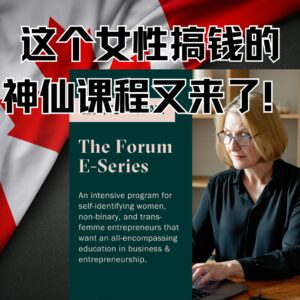 这个女性搞钱的
神仙课程又来了!
The Forum
E-Series
An intensive program for
self-identifying women,
non-binary, and trans-
femme entrepreneurs that
want an all-encompassing
education in business &
entrepreneurship.